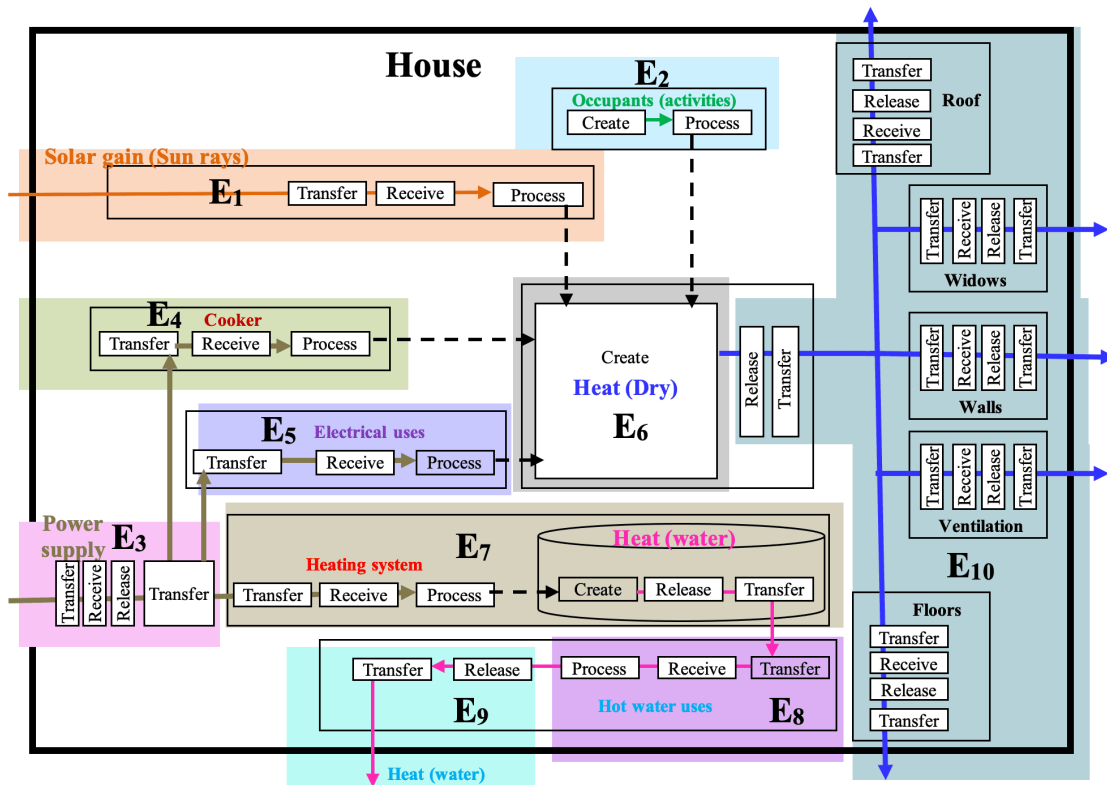 House
E2
Occupants (activities)
Create
Process
Solar gain (Sun rays)
E1
Transfer
Receive
Process
Transfer
Release
Receive
Transfer
Roof
Transfer
Receive
Release
Transfer
Widows
E4
Cooker
Transfer
Receive
Process
Create
Heat (Dry)
E6
Release
Transfer
Transfer
Receive
Release
Transfer
Walls
E5
Electrical uses
Transfer
Receive
Process
Transfer
Receive
Release
Transfer
Ventilation
E10
Power
supply
E3
Transfer
Receive
Release
Transfer
E7
Heating system
Transfer
Receive
Process
Heat (water)
Create
Release
Transfer
Floors
Transfer
Receive
Release
Transfer
Transfer
Release
Process
Receive
Transfer
E9
Hot water uses
E8
Heat (water)